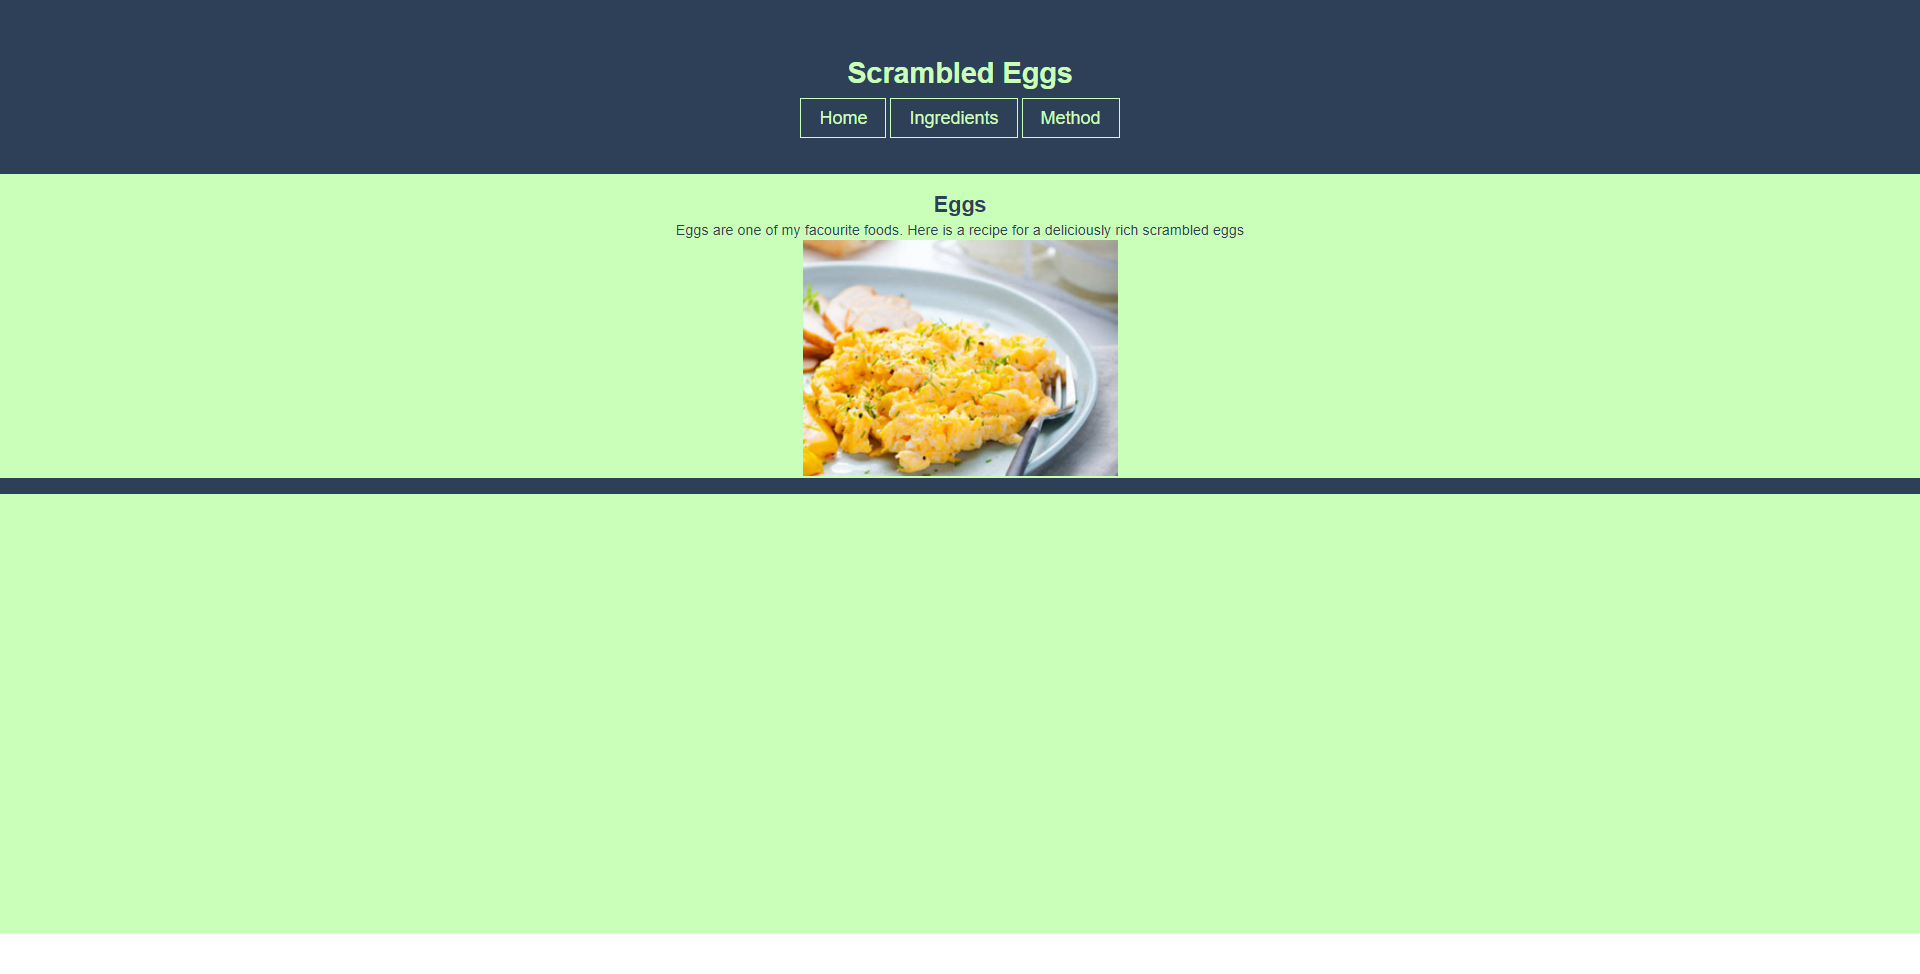 Scrambled Eggs
Home Ingredients Method
Eggs
Eggs are one of my facourite foods. Here is a recipe for a deliciously rich scrambled eggs